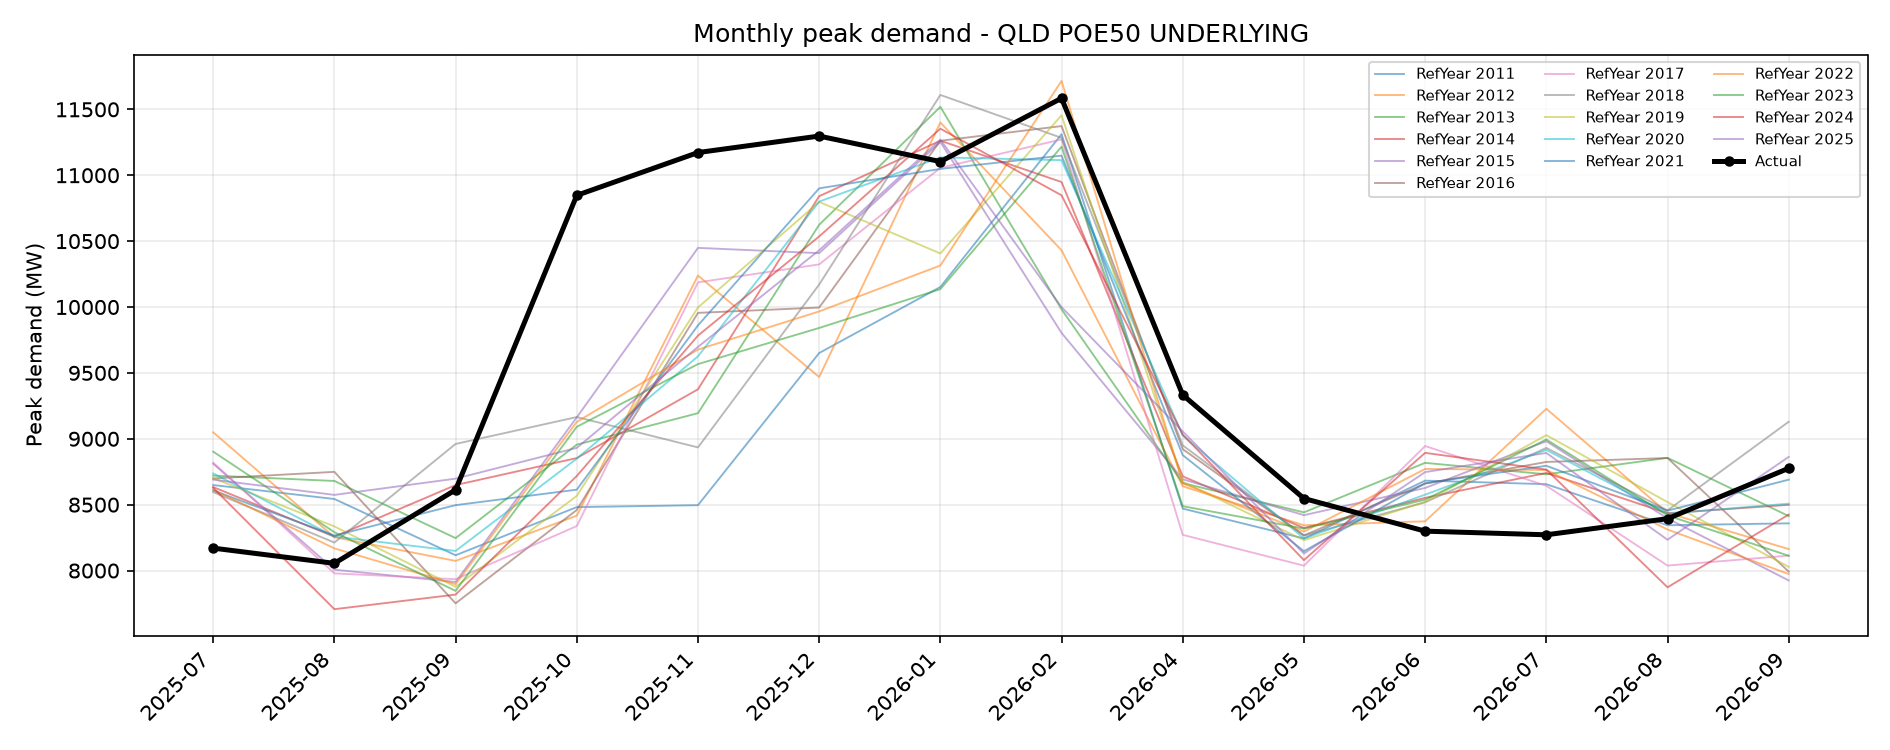 Monthly peak demand - QLD POE50 UNDERLYING
Peak demand (MW)
11500
11000
10500
10000
9500
9000
8500
8000
2025-07
2025-08
2025-09
2025-10
2025-11
2025-12
2026-01
2026-02
2026-04
2026-05
2026-06
2026-07
2026-08
2026-09
RefYear 2011
RefYear 2012
RefYear 2013
RefYear 2014
RefYear 2015
RefYear 2016
RefYear 2017
RefYear 2018
RefYear 2019
RefYear 2020
RefYear 2021
RefYear 2022
RefYear 2023
RefYear 2024
RefYear 2025
Actual